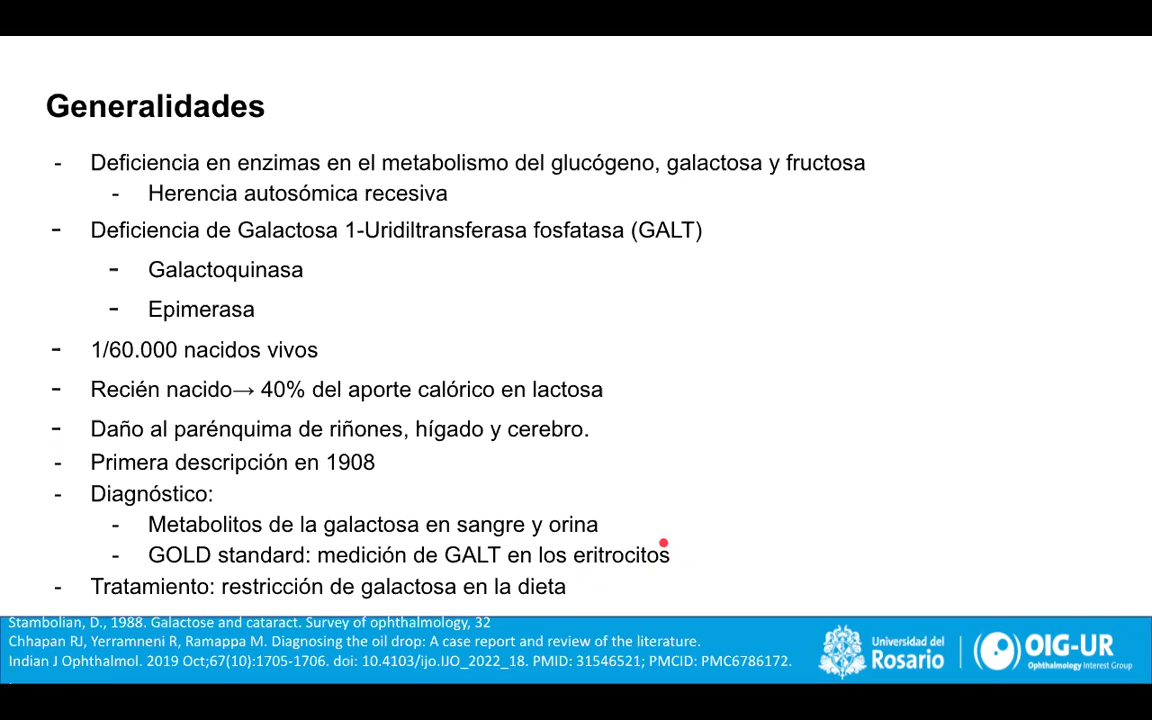 Generalidades
- Deficiencia en enzimas en el metabolismo del glucógeno, galactosa y fructosa
- Herencia autosómica recesiva
- Deficiencia de Galactosa 1-Uridiltransferasa fosfatasa (GALT)
- Galactoquinasa
- Epimerasa
- 1/60.000 nacidos vivos
- Recién nacido→ 40% del aporte calórico en lactosa
- Daño al parénquima de riñones, hígado y cerebro.
- Primera descripción en 1908
- Diagnóstico:
- Metabolitos de la galactosa en sangre y orina
- GOLD standard: medición de GALT en los eritrocitos
- Tratamiento: restricción de galactosa en la dieta
Stambolian, D., 1988. Galactose and cataract. Survey of ophthalmology, 32
Chhapan RJ, Yerramneni R, Ramappa M. Diagnosing the oil drop: A case report and review of the literature.
Indian J Ophthalmol. 2019 Oct;67(10):1705-1706. doi: 10.4103/ijo.IJO_2022_18. PMID: 31546521; PMCID: PMC6786172.
.
Universidad del
Rosario
OIG-UR
Ophthalmology Interest Group